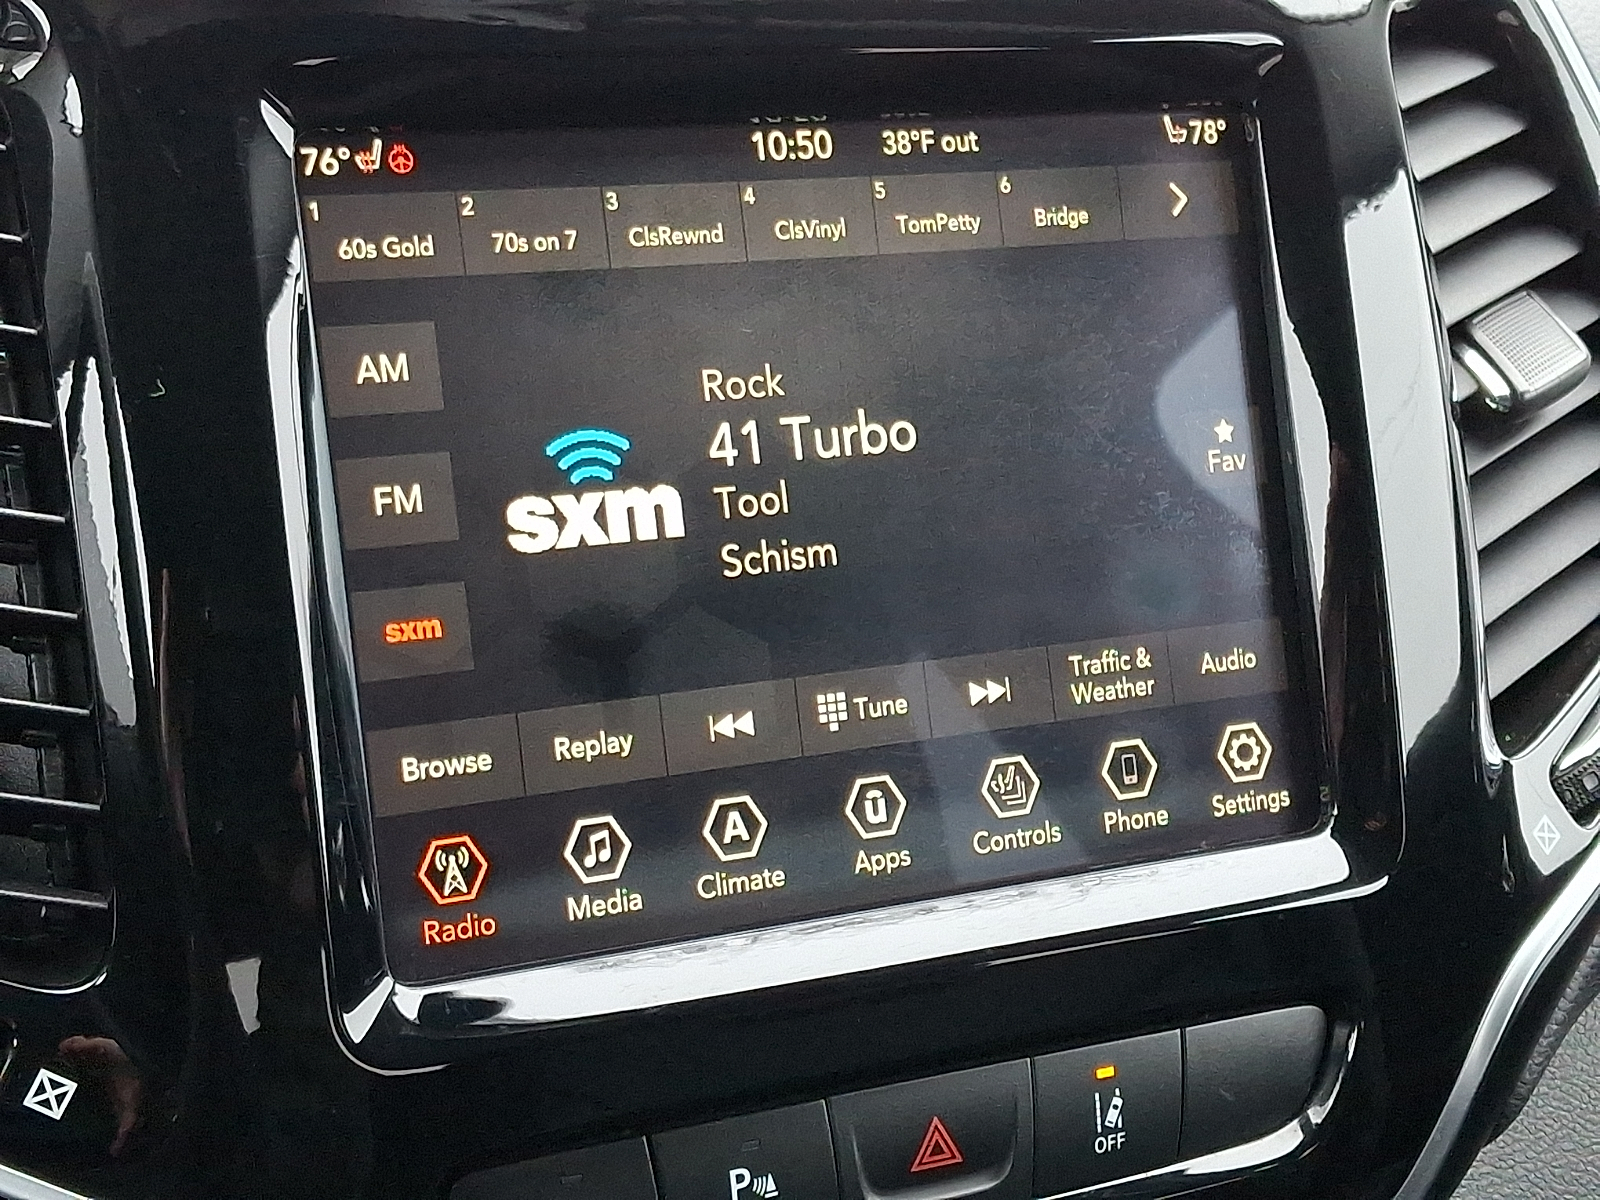 76° 10:50 38°F out 78°
1 2 3 4 5 6
60s Gold 70s on 7 ClsRewnd ClsVinyl TomPetty Bridge
AM
Rock
41 Turbo
Fav
FM
sxm
Tool
Schism
sxm
Browse Replay Tune Traffic & Weather Audio
A ū
Radio Media Climate Apps Controls Phone Settings
OFF
P